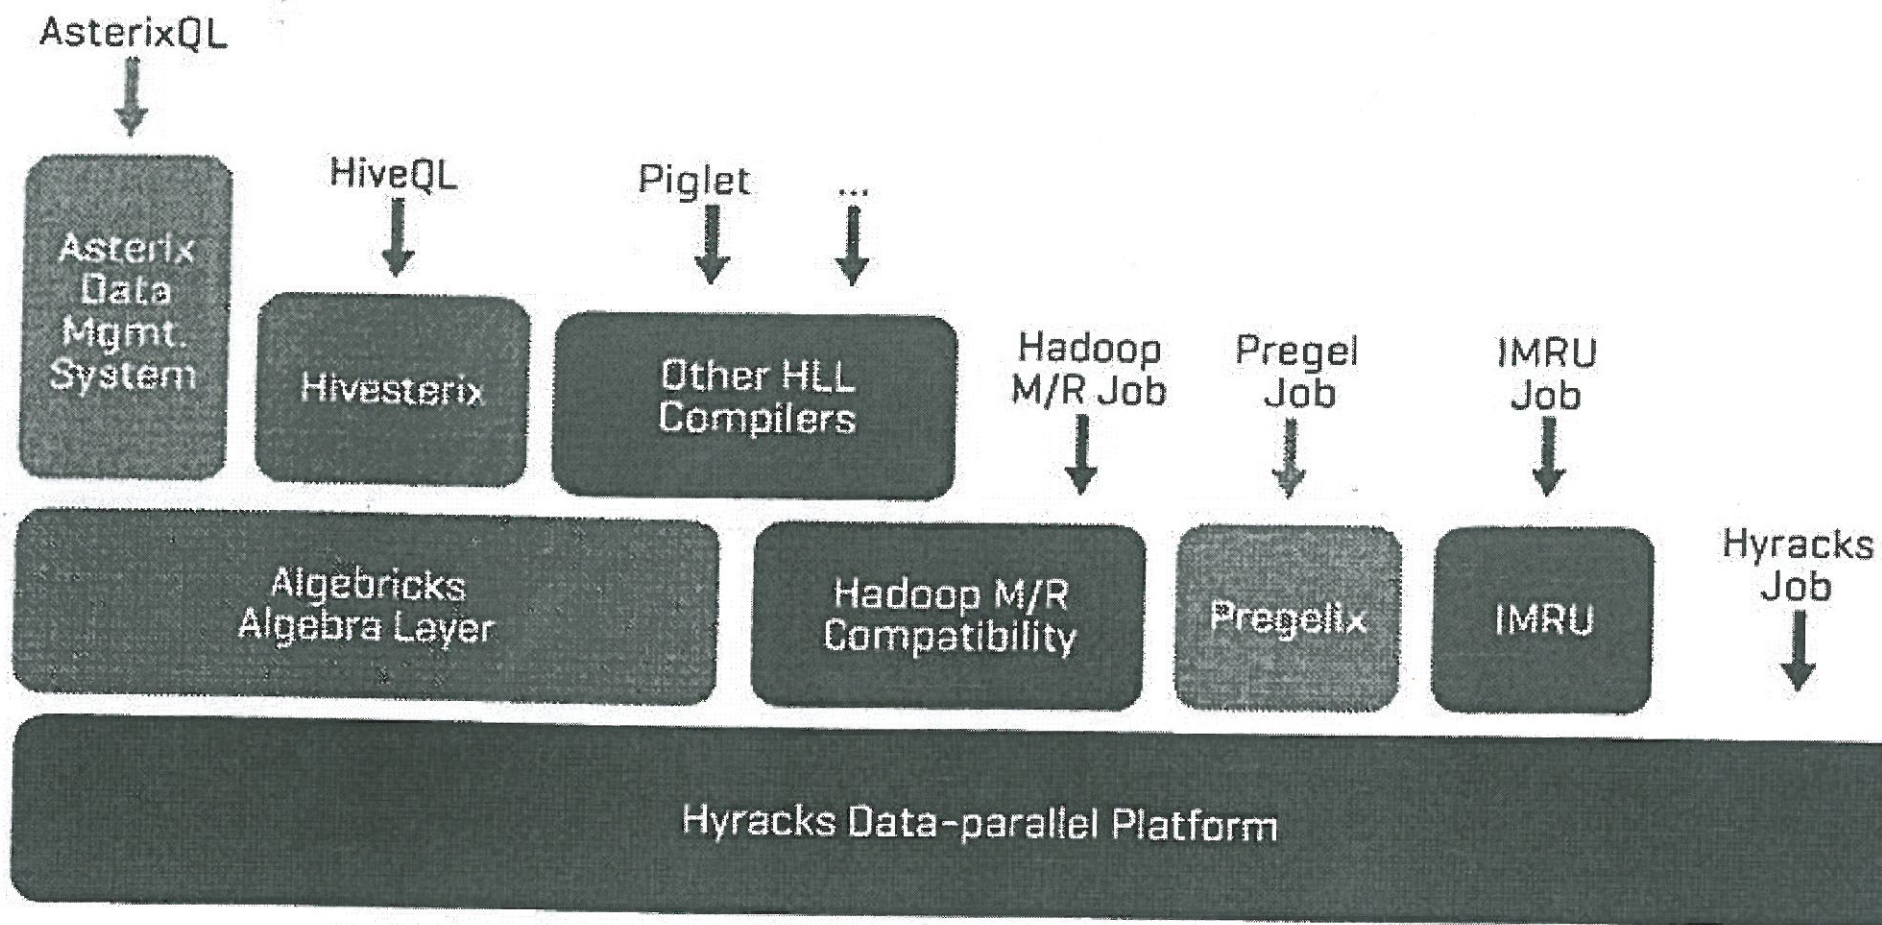 AsterixQL
HiveQL
Piglet
...
Asterix
Data
Mgmt.
System
Hivesterix
Other HLL
Compilers
Hadoop
M/R Job
Pregel
Job
IMRU
Job
Algebricks
Algebra Layer
Hadoop M/R
Compatibility
Pregelix
IMRU
Hyracks
Job
Hyracks Data-parallel Platform